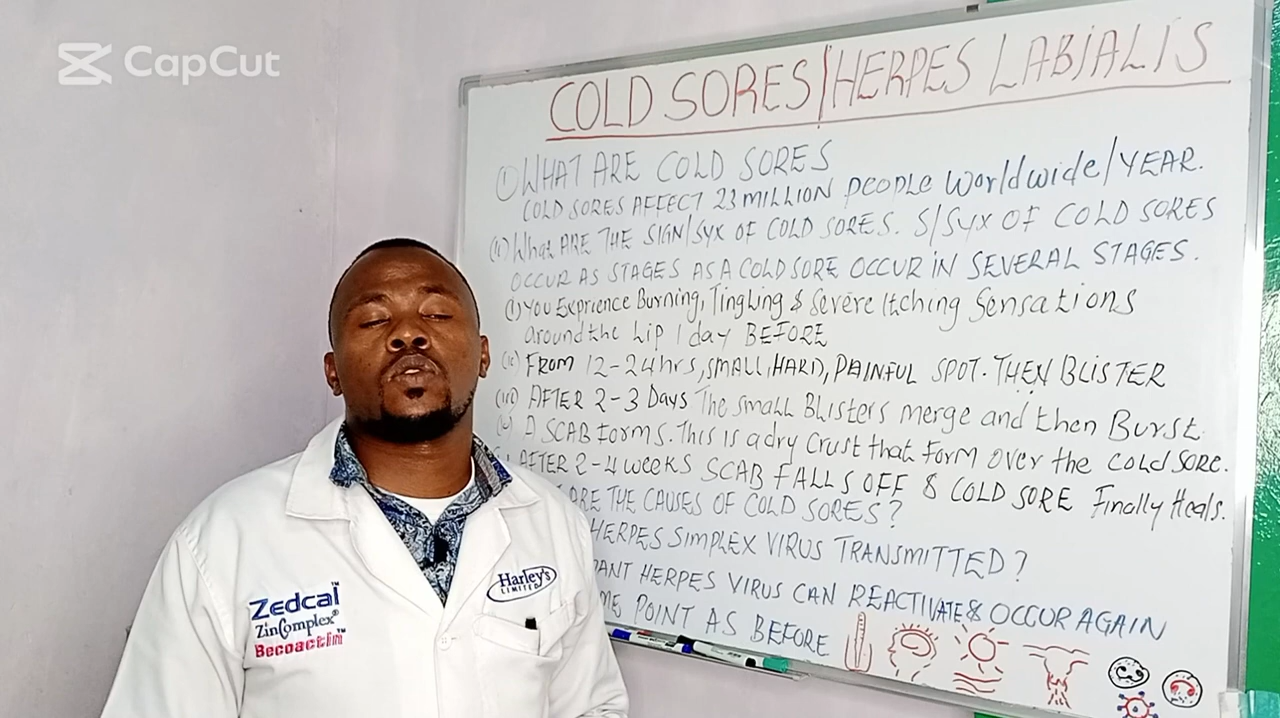 CapCut
COLD SORES/HERPES LABIALIS
(1) WHAT ARE COLD SORES
COLD SORES AFFECT 23 MILLION PEOPLE Worldwide/YEAR.
(ii) What ARE THE SIGN/SYX OF COLD SORES. S/SYX OF COLD SORES
OCCUR AS STAGES AS A COLD SORE OCCUR IN SEVERAL STAGES.
(i) You Exprience Burning, Tingling & Severe Itching Sensations
around the Lip 1 day BEFORE
(ii) FROM 12-24hrs, SMALL, HARD, PAINFUL SPOT. THEN BLISTER
(iii) AFTER 2-3 Days The small Blisters merge and then Burst.
A SCAB FORMS. This is a dry Crust that Form over the cold sore.
AFTER 2-4 weeks SCAB FALLS OFF & COLD SORE Finally Heals.
ARE THE CAUSES OF COLD SORES?
HERPES SIMPLEX VIRUS TRANSMITTED?
HERPES VIRUS CAN REACTIVATE & OCCUR AGAIN
POINT AS BEFORE
Zedcal™
ZinComplex®
Becoactin™
Harley's
LIMITED